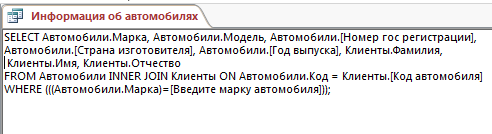 Информация об автомобилях
SELECT Автомобили.Марка, Автомобили.Модель, Автомобили.[Номер гос регистрации],
Автомобили.[Страна изготовителя], Автомобили.[Год выпуска], Клиенты.Фамилия,
Клиенты.Имя, Клиенты.Отчество
FROM Автомобили INNER JOIN Клиенты ON Автомобили.Код = Клиенты.[Код автомобиля]
WHERE (((Автомобили.Марка)=[Введите марку автомобиля]));